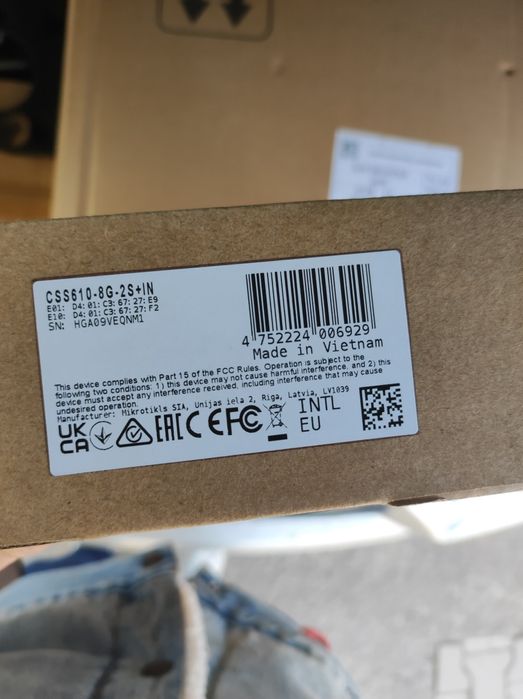 CSS610-8G-2S+IN
E01: D4:01:C3:67:27:E9
E10: D4:01:C3:67:27:F2
SN: HGA09VEQNM1
4 752224 006929
Made in Vietnam
This device complies with Part 15 of the FCC Rules. Operation is subject to the
following two conditions: 1) this device may not cause harmful interference, and 2) this
device must accept any interference received, including interference that may cause
undesired operation.
Manufacturer: Mikrotikls SIA, Unijas iela 2, Riga, Latvia, LV1039
UK
CA
EAC
CE
FC
INTL
EU